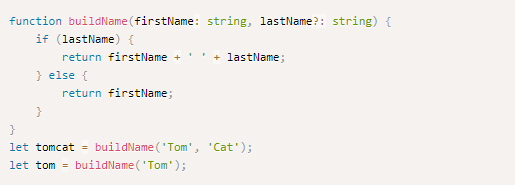 function buildName(firstName: string, lastName?: string) {
    if (lastName) {
        return firstName + ' ' + lastName;
    } else {
        return firstName;
    }
}
let tomcat = buildName('Tom', 'Cat');
let tom = buildName('Tom');